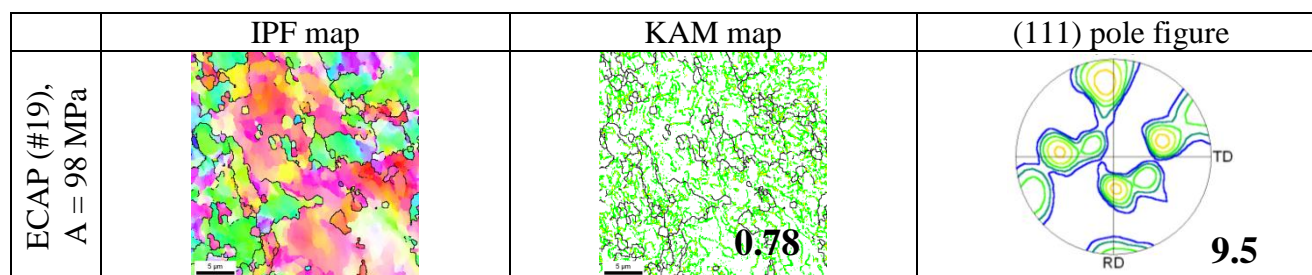 IPF map
KAM map
(111) pole figure
ECAP (#19),
A = 98 MPa
5 µm
5 µm
0.78
TD
RD
9.5